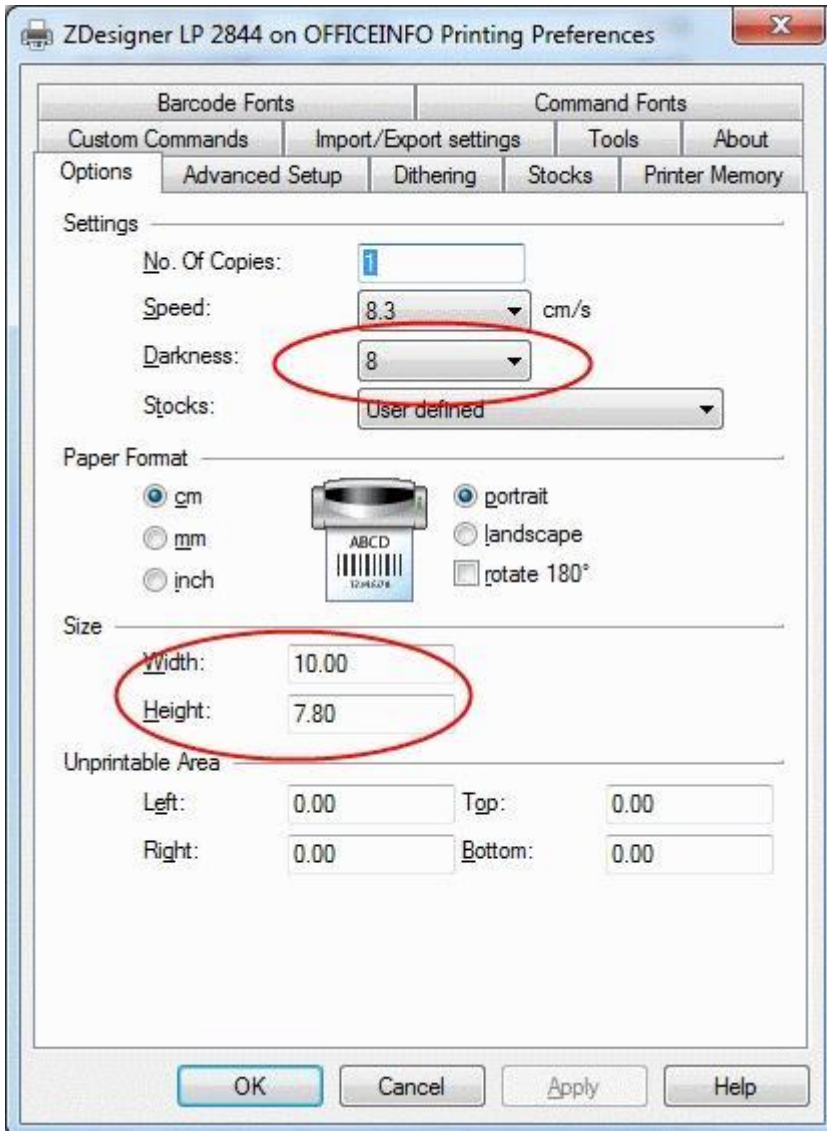 ZDesigner LP 2844 on OFFICEINFO Printing Preferences
Barcode Fonts Command Fonts
Custom Commands Import/Export settings Tools About
Options Advanced Setup Dithering Stocks Printer Memory
Settings
No. Of Copies: 1
Speed: 8.3 cm/s
Darkness: 8
Stocks: User defined
Paper Format
cm portrait
mm landscape
inch rotate 180°
ABCD
Size
Width: 10.00
Height: 7.80
Unprintable Area
Left: 0.00 Top: 0.00
Right: 0.00 Bottom: 0.00
OK Cancel Apply Help